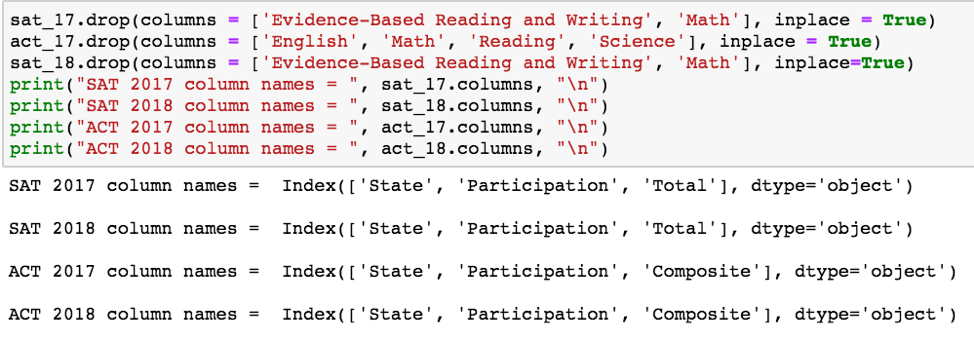 sat_17.drop(columns = ['Evidence-Based Reading and Writing', 'Math'], inplace = True)
act_17.drop(columns = ['English', 'Math', 'Reading', 'Science'], inplace = True)
sat_18.drop(columns = ['Evidence-Based Reading and Writing', 'Math'], inplace=True)
print("SAT 2017 column names = ", sat_17.columns, "\n")
print("SAT 2018 column names = ", sat_18.columns, "\n")
print("ACT 2017 column names = ", act_17.columns, "\n")
print("ACT 2018 column names = ", act_18.columns, "\n")
SAT 2017 column names =  Index(['State', 'Participation', 'Total'], dtype='object')
SAT 2018 column names =  Index(['State', 'Participation', 'Total'], dtype='object')
ACT 2017 column names =  Index(['State', 'Participation', 'Composite'], dtype='object')
ACT 2018 column names =  Index(['State', 'Participation', 'Composite'], dtype='object')